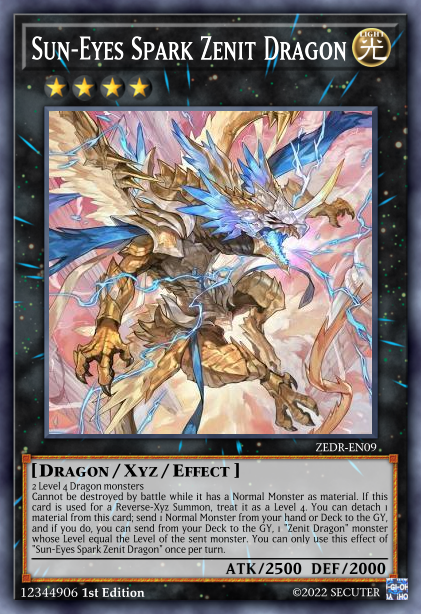 Sun-Eyes Spark Zenit Dragon
LIGHT
光
ZEDR-EN09
[Dragon/Xyz/Effect]
2 Level 4 Dragon monsters
Cannot be destroyed by battle while it has a Normal Monster as material. If this
card is used for a Reverse-Xyz Summon, treat it as a Level 4. You can detach 1
material from this card; send 1 Normal Monster from your hand or Deck to the GY,
and if you do, you can send from your Deck to the GY, 1 "Zenit Dragon" monster
whose Level equal the Level of the sent monster. You can only use this effect of
"Sun-Eyes Spark Zenit Dragon" once per turn.
ATK/2500 DEF/2000
12344906 1st Edition ©2022 SECUTER